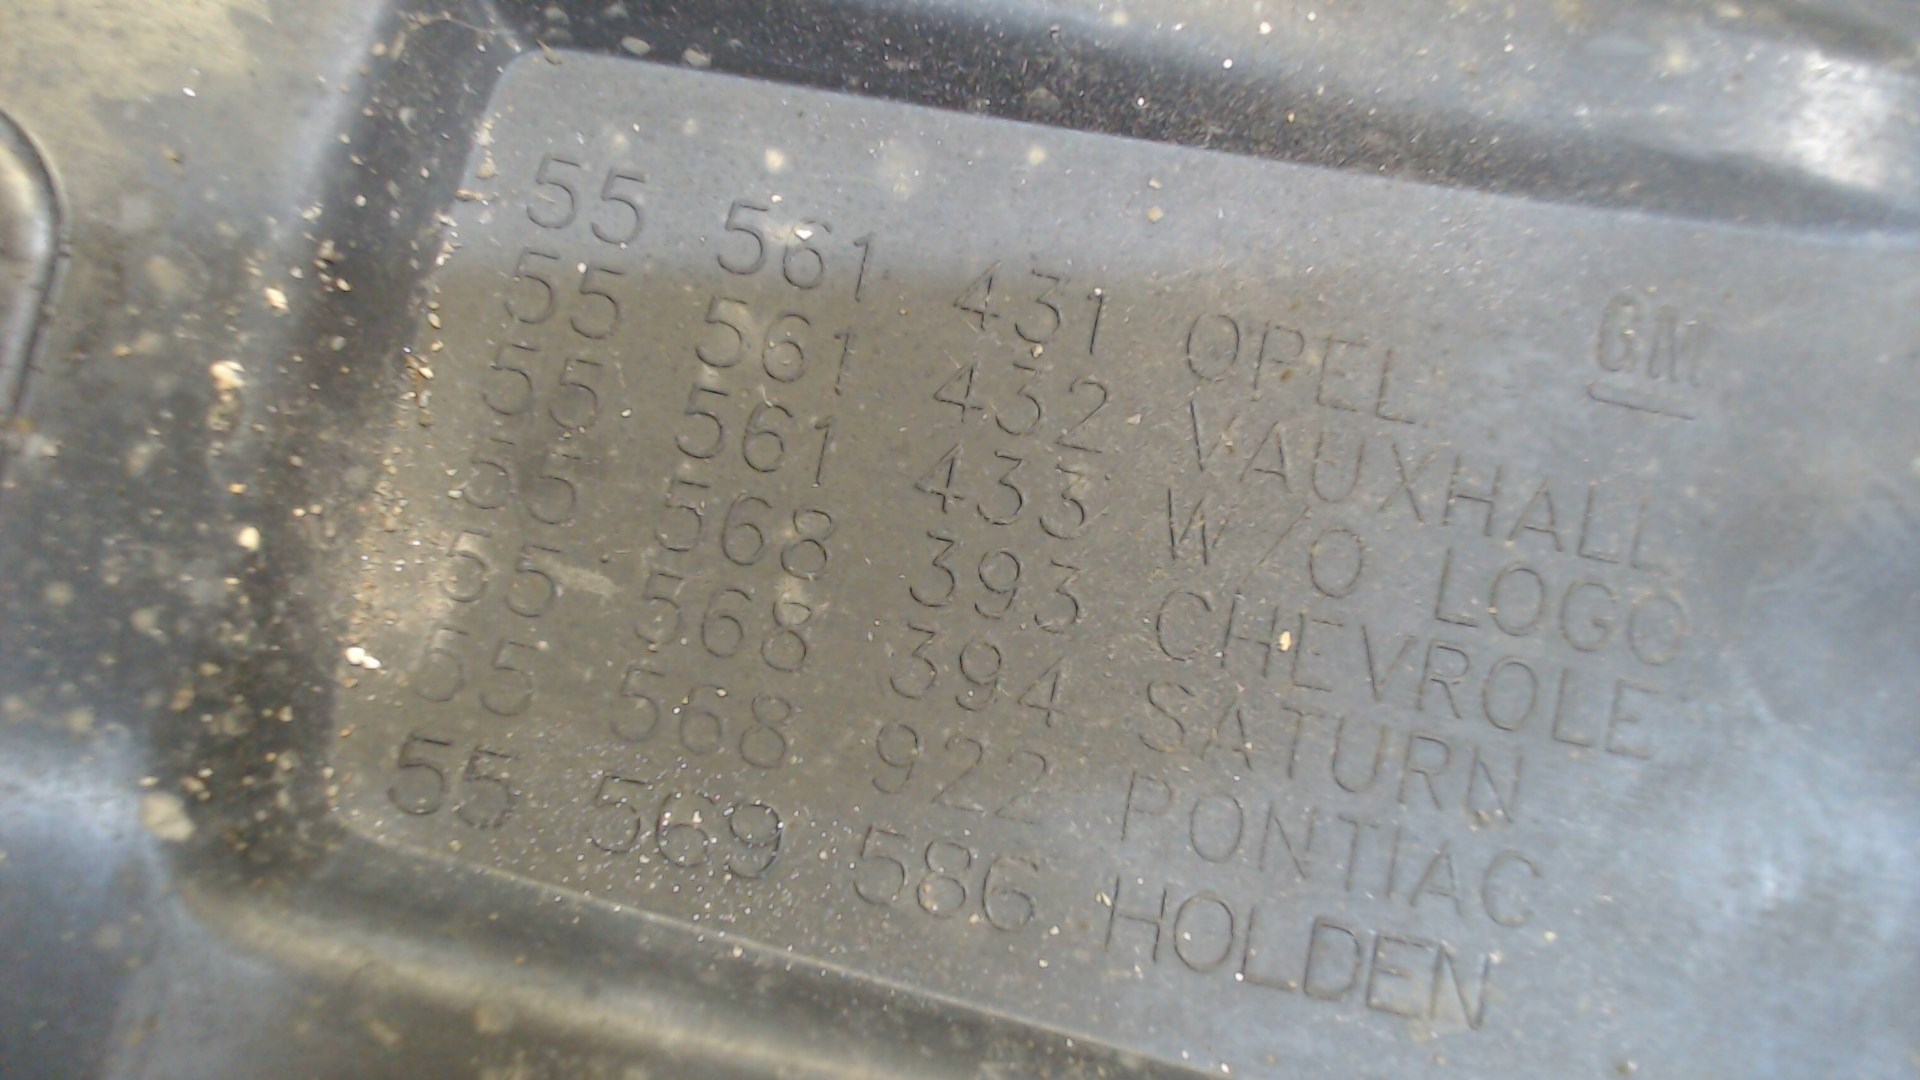 55 561 431 OPEL GM
55 561 432 VAUXHALL
55 561 433 W/O LOGO
55 568 393 CHEVROLE
55 568 394 SATURN
55 568 922 PONTIAC
55 569 586 HOLDEN